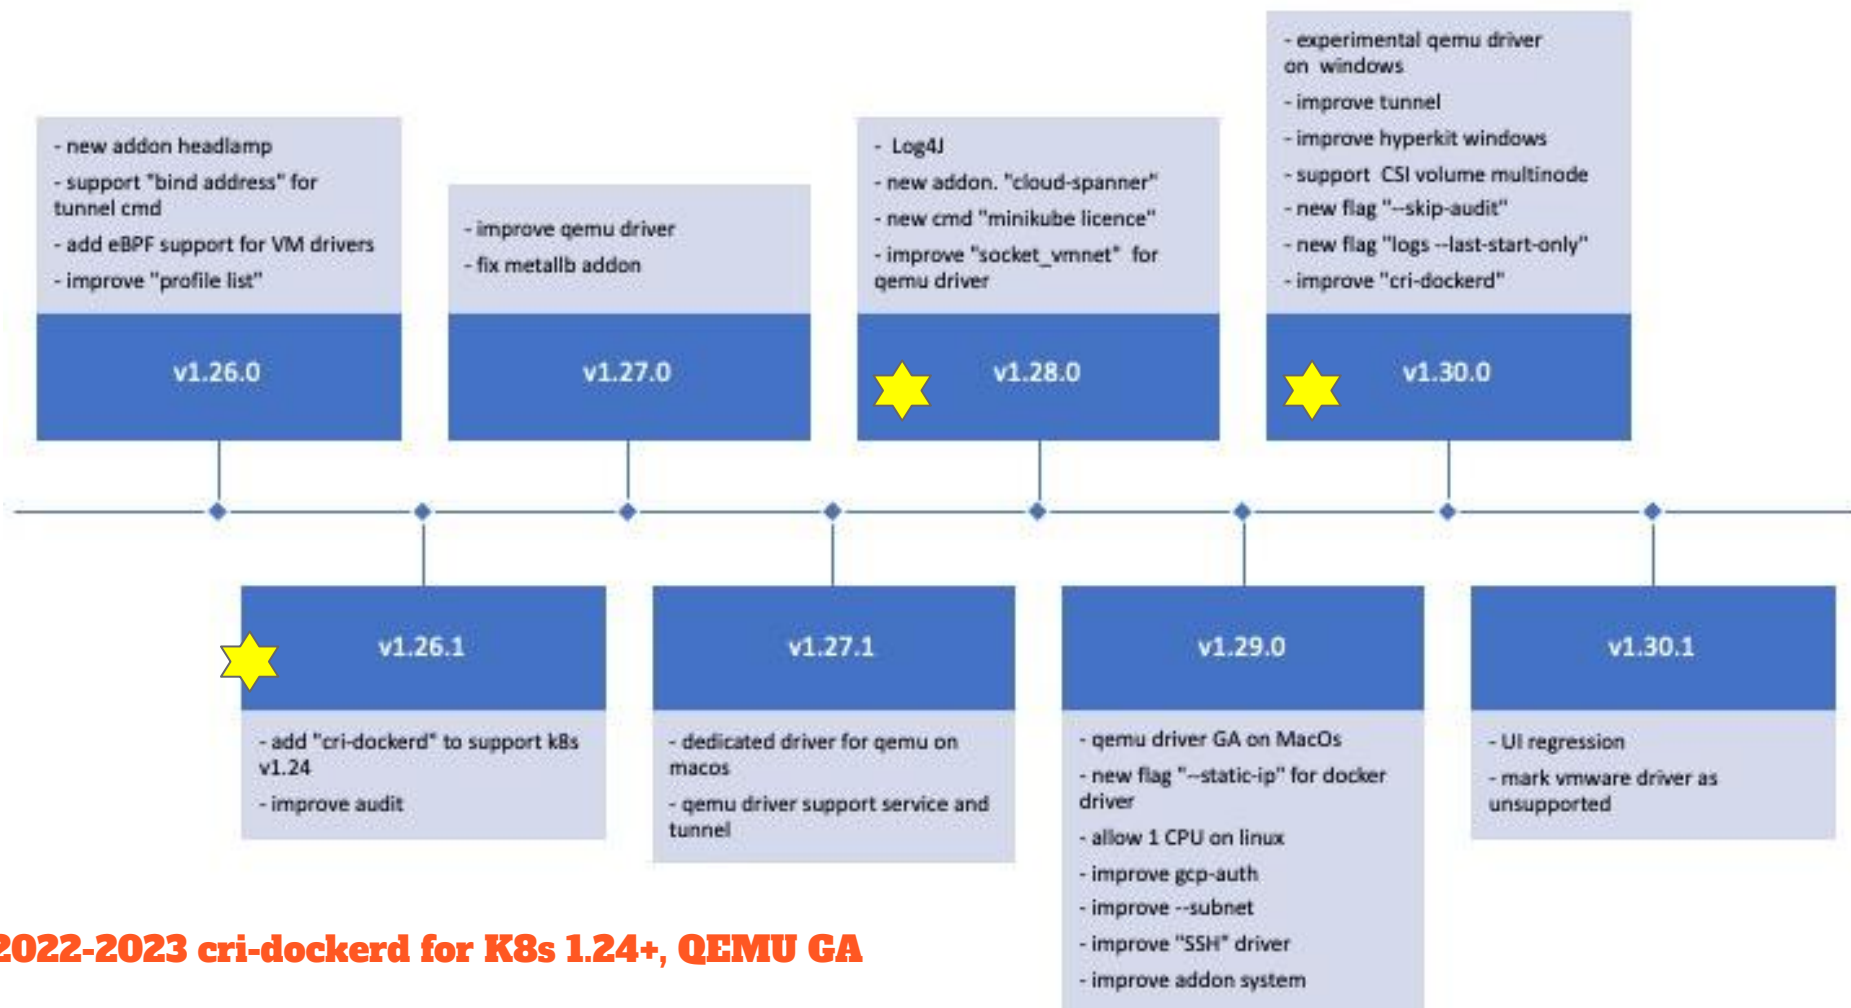 - new addon headlamp
- support "bind address" for
tunnel cmd
- add eBPF support for VM drivers
- improve "profile list"
v1.26.0
- improve qemu driver
- fix metallb addon
v1.27.0
- Log4J
- new addon. "cloud-spanner"
- new cmd "minikube licence"
- improve "socket_vmnet" for
qemu driver
v1.28.0
- experimental qemu driver
on windows
- improve tunnel
- improve hyperkit windows
- support CSI volume multinode
- new flag "--skip-audit"
- new flag "logs --last-start-only"
- improve "cri-dockerd"
v1.30.0
v1.26.1
- add "cri-dockerd" to support k8s
v1.24
- improve audit
v1.27.1
- dedicated driver for qemu on
macos
- qemu driver support service and
tunnel
v1.29.0
- qemu driver GA on MacOs
- new flag "--static-ip" for docker
driver
- allow 1 CPU on linux
- improve gcp-auth
- improve --subnet
- improve "SSH" driver
- improve addon system
v1.30.1
- UI regression
- mark vmware driver as
unsupported
2022-2023 cri-dockerd for K8s 1.24+, QEMU GA